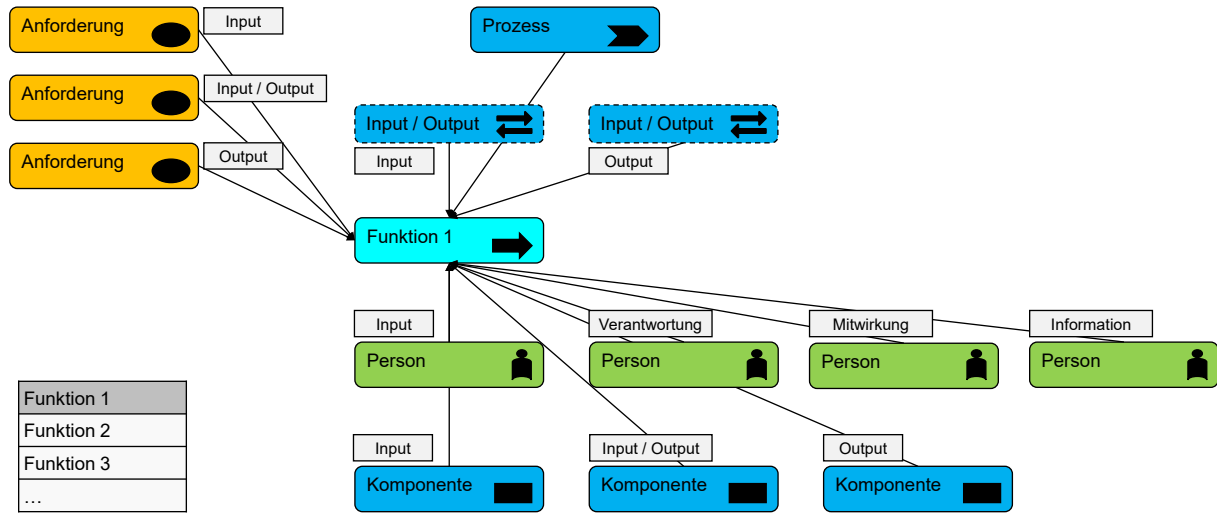 Anforderung
Input
Prozess
Anforderung
Input / Output
Input / Output
Input / Output
Anforderung
Output
Input
Output
Funktion 1
Input
Verantwortung
Mitwirkung
Information
Person
Person
Person
Person
Funktion 1
Funktion 2
Funktion 3
…
Input
Input / Output
Output
Komponente
Komponente
Komponente